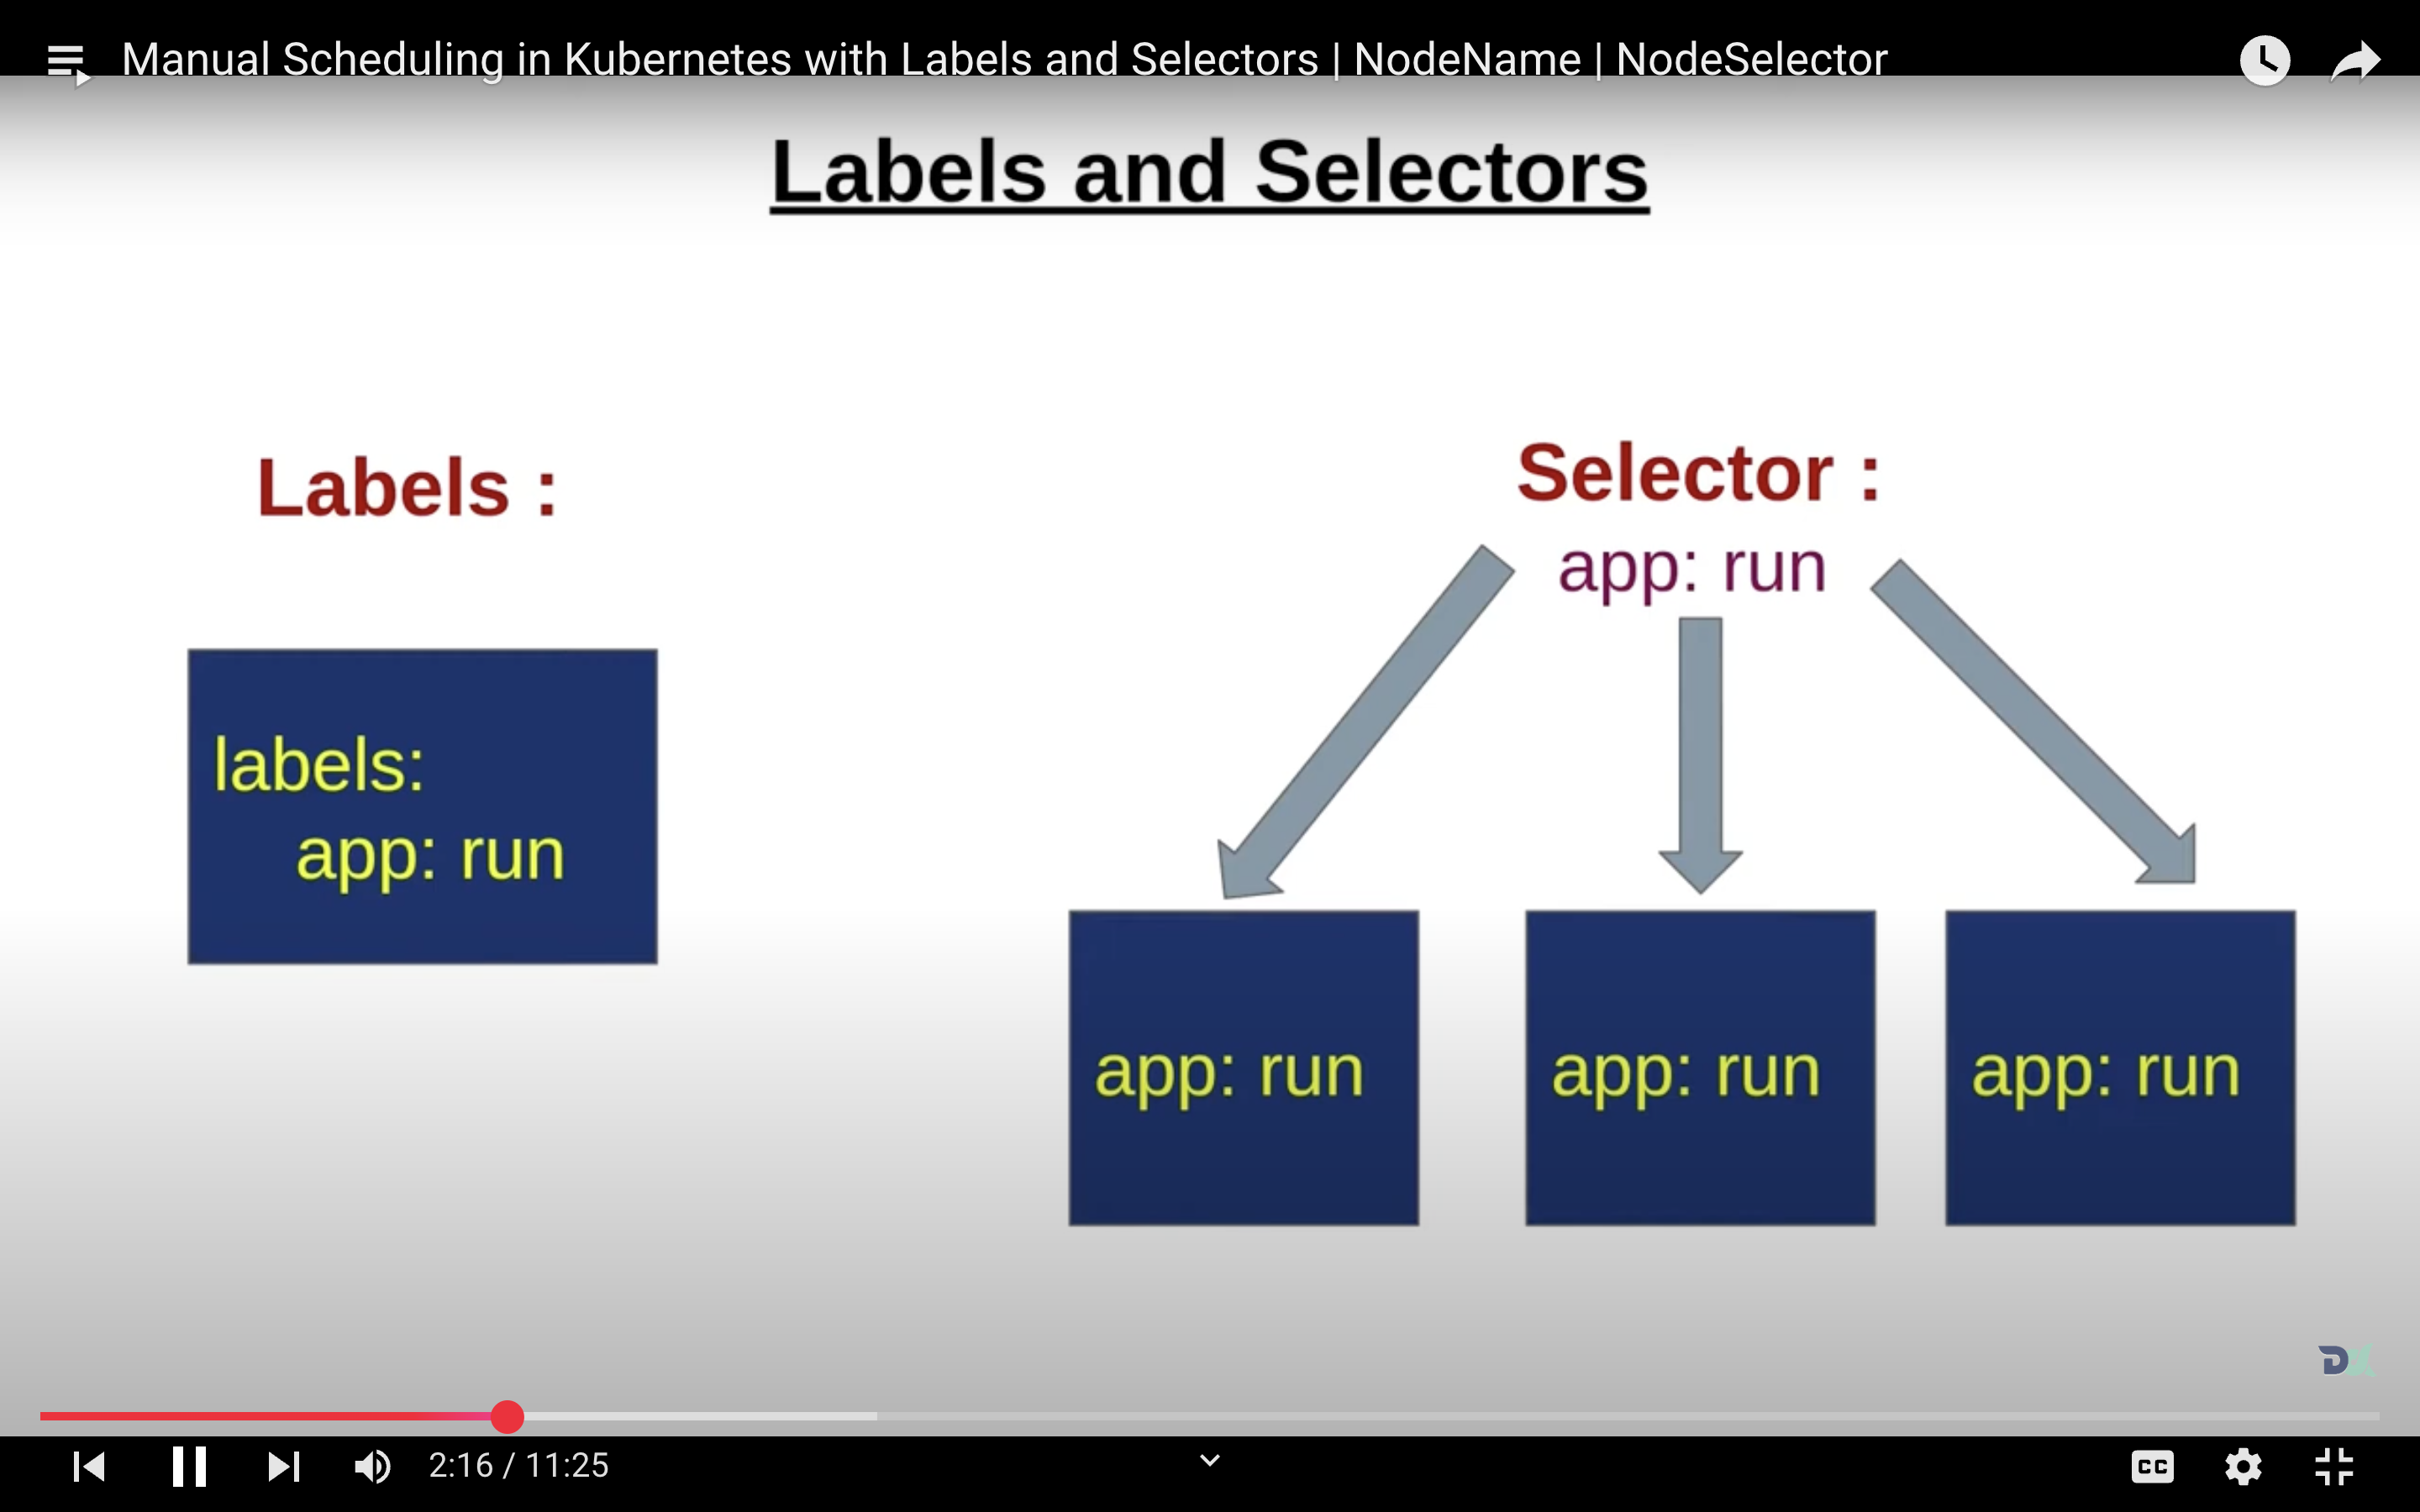 Manual Scheduling in Kubernetes with Labels and Selectors | NodeName | NodeSelector
Labels and Selectors
Labels :
labels:
app: run
Selector :
app: run
app: run
app: run
app: run
DX
2:16 / 11:25
CC